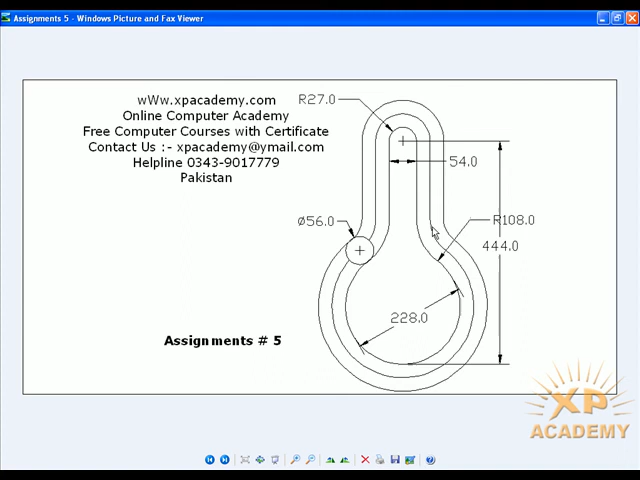 Assignments 5 - Windows Picture and Fax Viewer
wWw.xpacademy.com
Online Computer Academy
Free Computer Courses with Certificate
Contact Us :- xpacademy@ymail.com
Helpline 0343-9017779
Pakistan
R27.0
54.0
ø56.0
R108.0
444.0
228.0
Assignments # 5
XP
ACADEMY